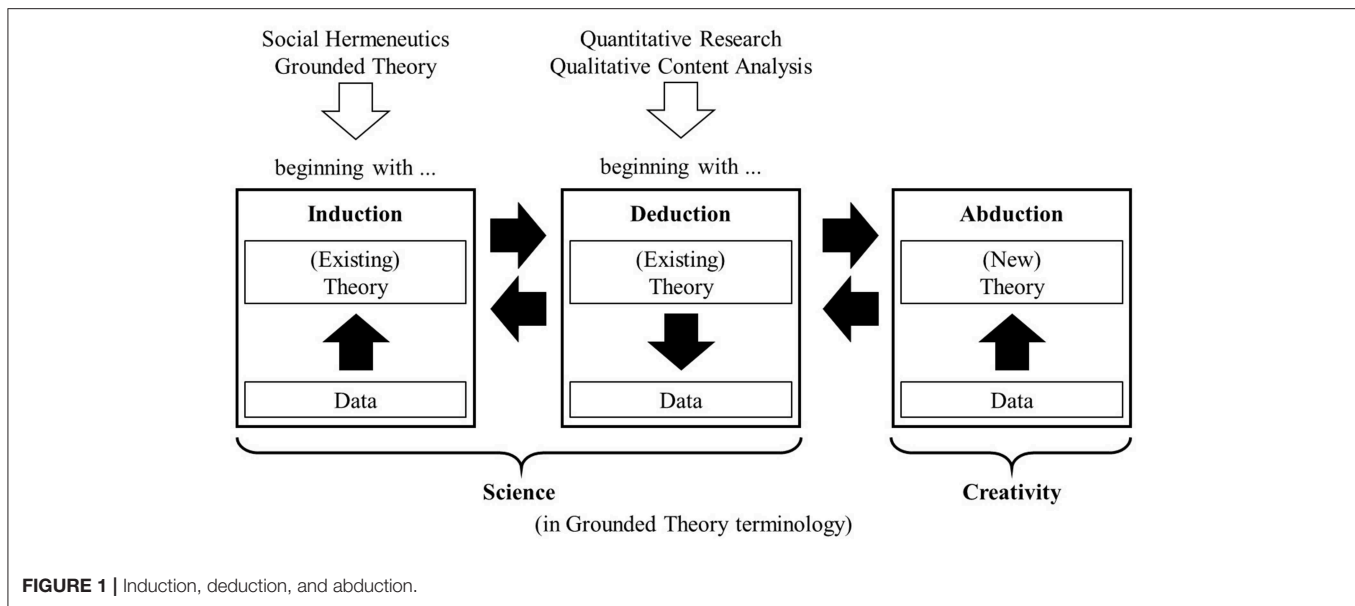 Social Hermeneutics
Grounded Theory
Quantitative Research
Qualitative Content Analysis
beginning with ...
beginning with ...
Induction
(Existing)
Theory
Data
Deduction
(Existing)
Theory
Data
Abduction
(New)
Theory
Data
Science
Creativity
(in Grounded Theory terminology)
FIGURE 1 | Induction, deduction, and abduction.